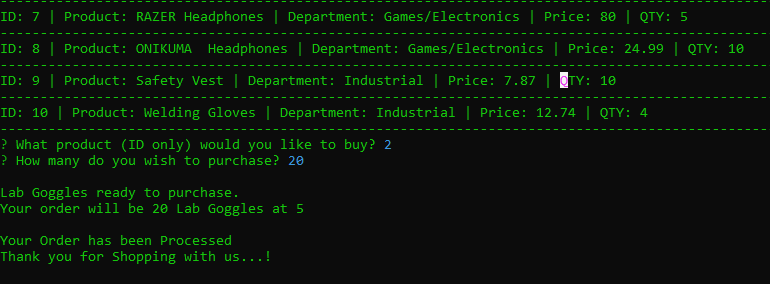 ID: 7 | Product: RAZER Headphones | Department: Games/Electronics | Price: 80 | QTY: 5
ID: 8 | Product: ONIKUMA  Headphones | Department: Games/Electronics | Price: 24.99 | QTY: 10
ID: 9 | Product: Safety Vest | Department: Industrial | Price: 7.87 | QTY: 10
ID: 10 | Product: Welding Gloves | Department: Industrial | Price: 12.74 | QTY: 4
? What product (ID only) would you like to buy? 2
? How many do you wish to purchase? 20
Lab Goggles ready to purchase.
Your order will be 20 Lab Goggles at 5
Your Order has been Processed
Thank you for Shopping with us...!